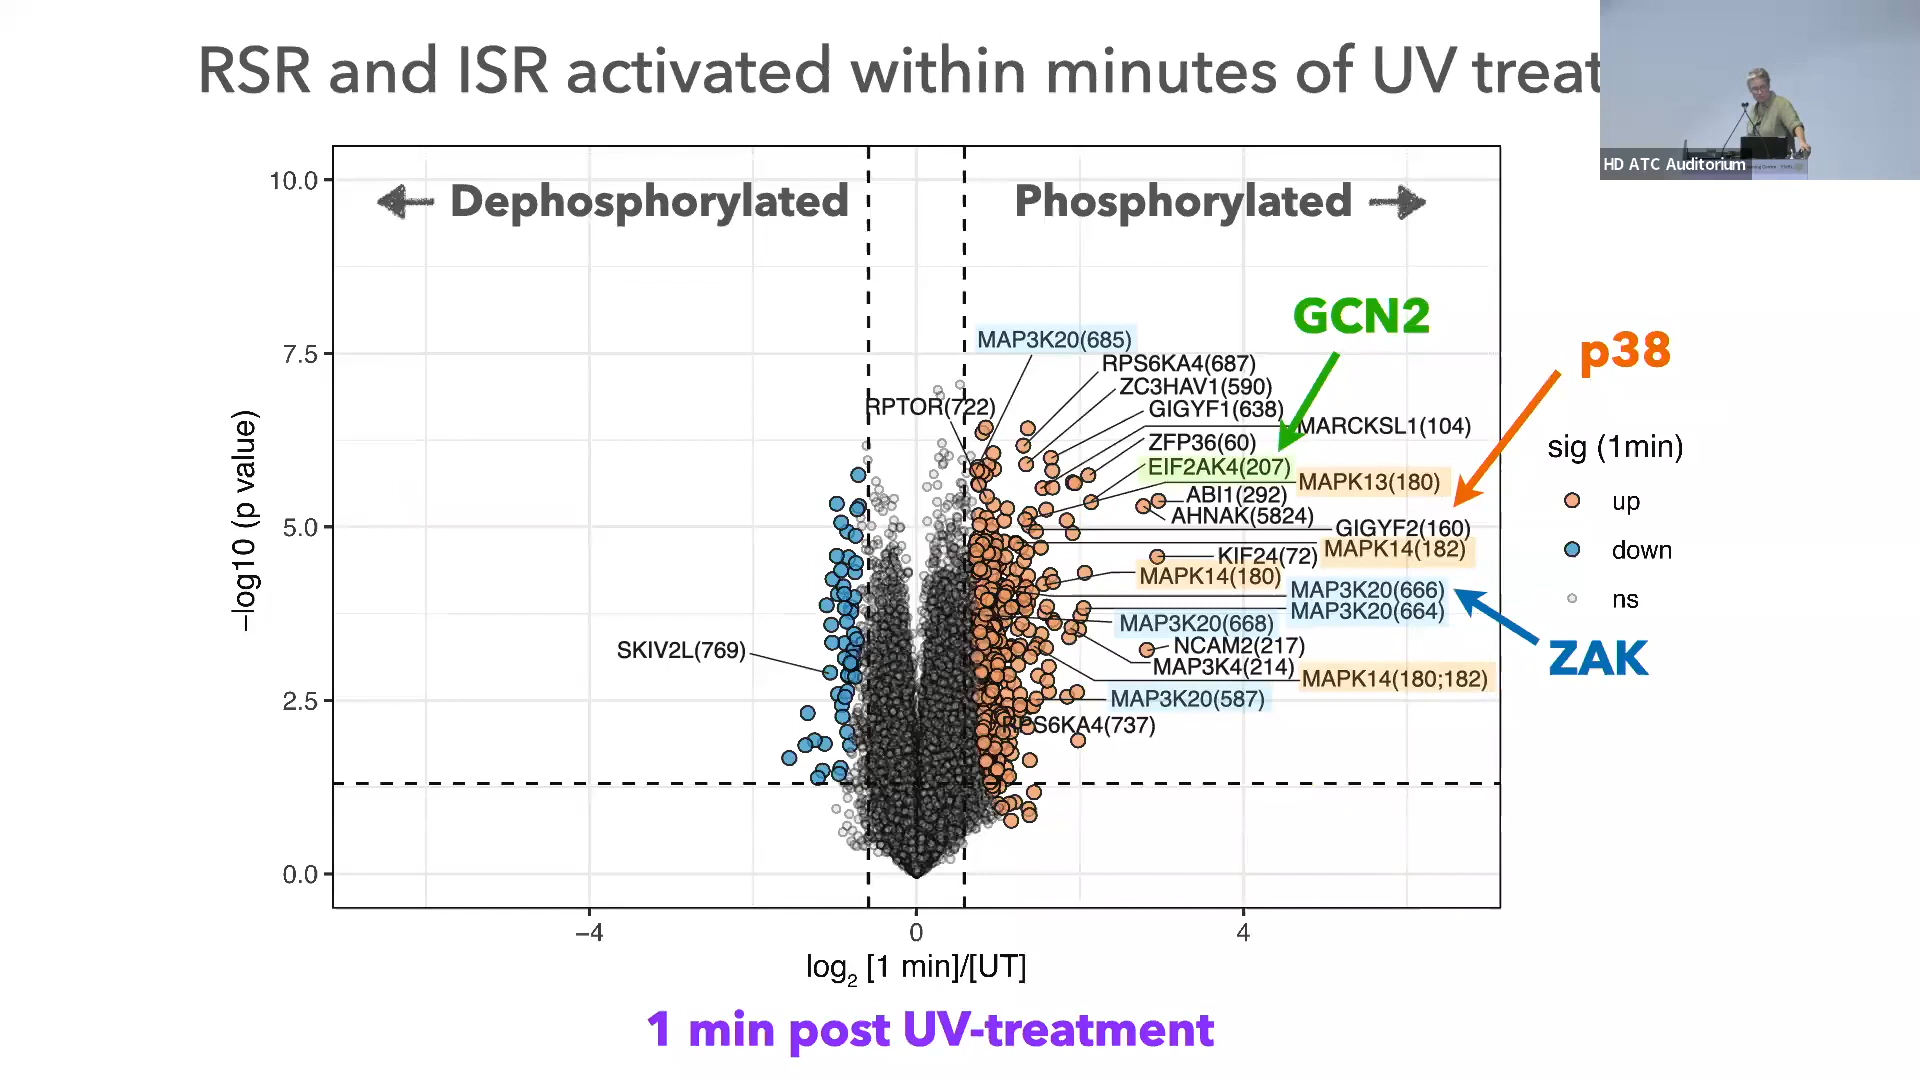 RSR and ISR activated within minutes of UV treat
HD ATC Auditorium
Dephosphorylated
Phosphorylated
GCN2
p38
ZAK
MAP3K20(685)
RPS6KA4(687)
ZC3HAV1(590)
RPTOR(722)
GIGYF1(638)
MARCKSL1(104)
ZFP36(60)
EIF2AK4(207)
MAPK13(180)
ABI1(292)
AHNAK(5824)
GIGYF2(160)
KIF24(72)
MAPK14(182)
MAPK14(180)
MAP3K20(666)
MAP3K20(664)
MAP3K20(668)
NCAM2(217)
SKIV2L(769)
MAP3K4(214)
MAPK14(180;182)
MAP3K20(587)
RPS6KA4(737)
sig (1min)
up
down
ns
−log10 (p value)
10.0
7.5
5.0
2.5
0.0
−4
0
4
log2 [1 min]/[UT]
1 min post UV-treatment